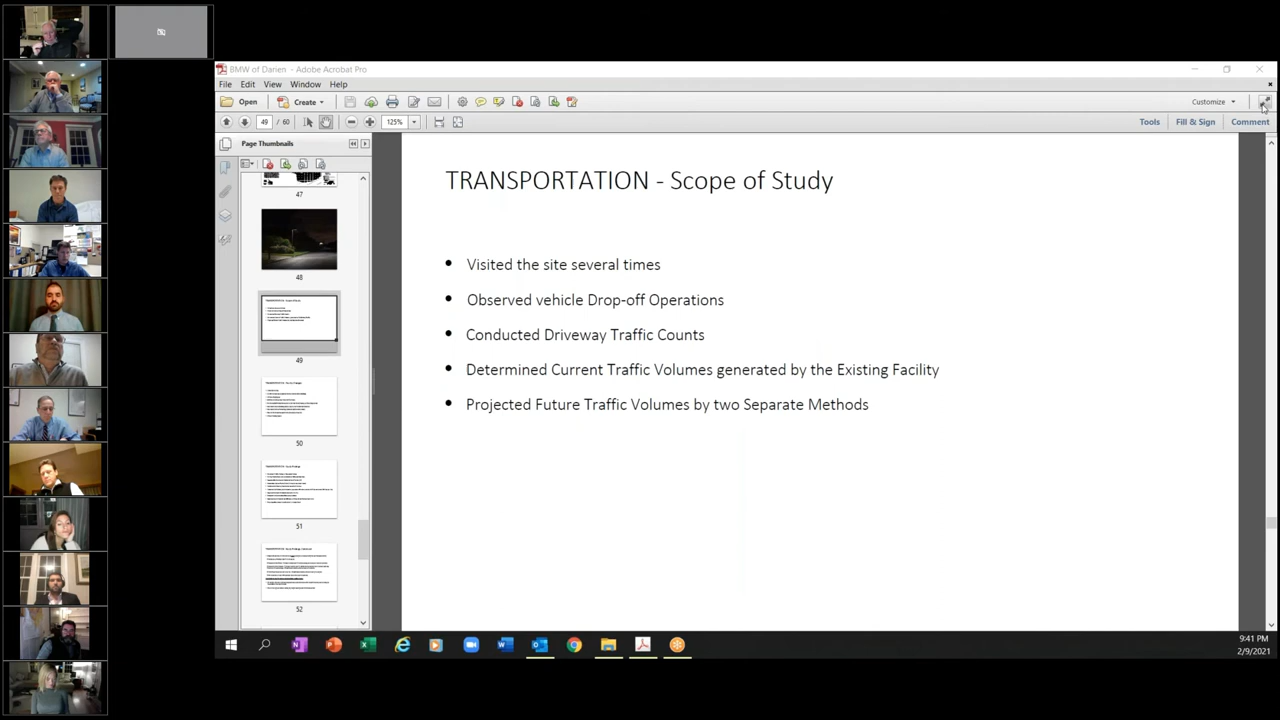 BMW of Darien - Adobe Acrobat Pro
File Edit View Window Help
Open Create Customize
49 / 60 125% Tools Fill & Sign Comment
Page Thumbnails
47
48
49
50
51
52
TRANSPORTATION - Scope of Study
• Visited the site several times
• Observed vehicle Drop-off Operations
• Conducted Driveway Traffic Counts
• Determined Current Traffic Volumes generated by the Existing Facility
• Projected Future Traffic Volumes by two Separate Methods
9:41 PM
2/9/2021